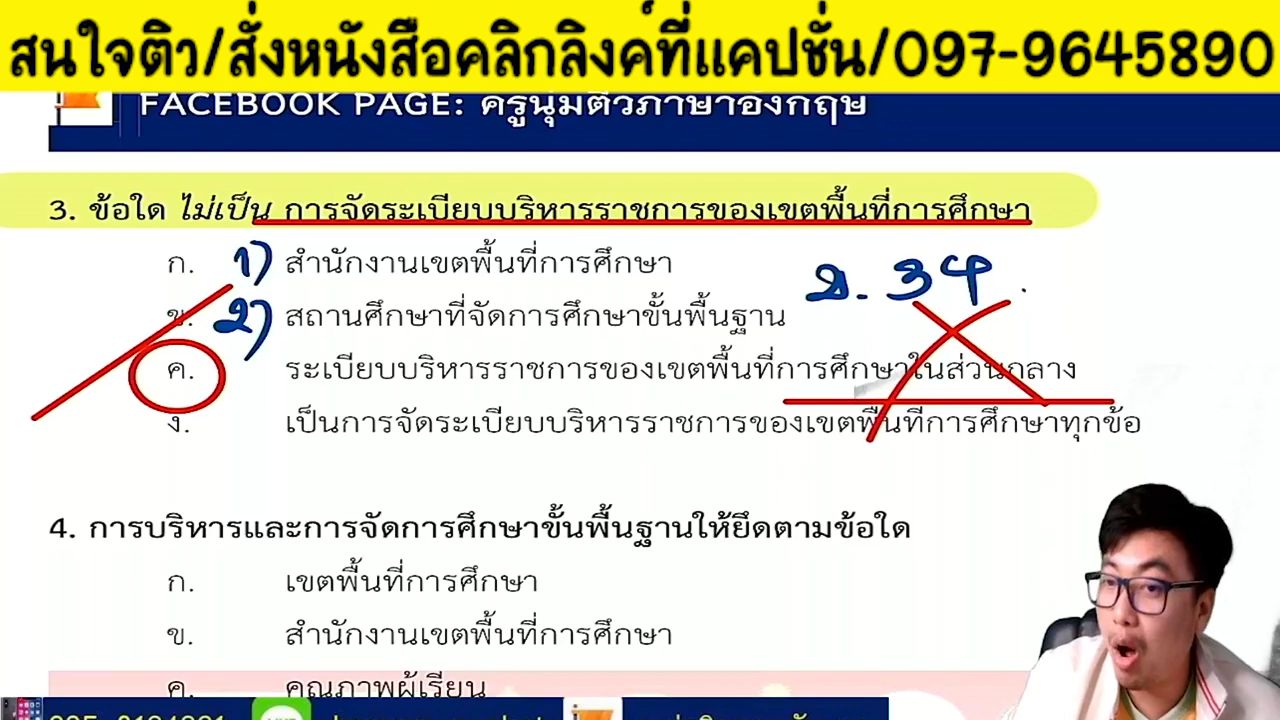 สนใจติว/สั่งหนังสือคลิกลิงค์ที่แคปชั่น/097-9645890
FACEBOOK PAGE: ครูนุ่มติวภาษาอังกฤษ
3. ข้อใด ไม่เป็น การจัดระเบียบบริหารราชการของเขตพื้นที่การศึกษา
ก. 1) สำนักงานเขตพื้นที่การศึกษา
ม. 34
ข. 2) สถานศึกษาที่จัดการศึกษาขั้นพื้นฐาน
ค. ระเบียบบริหารราชการของเขตพื้นที่การศึกษาในส่วนกลาง
ง. เป็นการจัดระเบียบบริหารราชการของเขตพื้นที่การศึกษาทุกข้อ
4. การบริหารและการจัดการศึกษาขั้นพื้นฐานให้ยึดตามข้อใด
ก. เขตพื้นที่การศึกษา
ข. สำนักงานเขตพื้นที่การศึกษา
ค. คุณภาพผู้เรียน